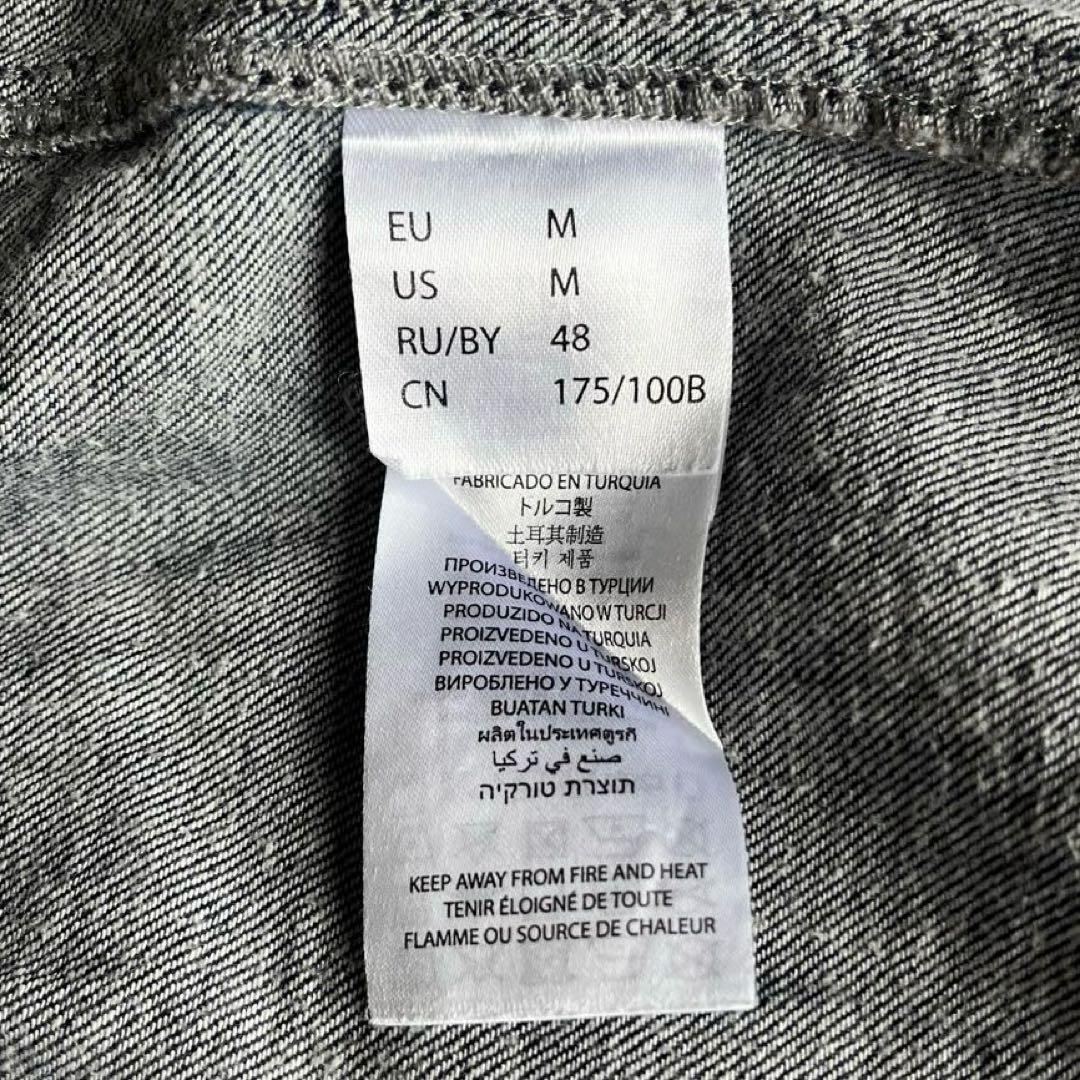 EU M
US M
RU/BY 48
CN 175/100B
FABRICADO EN TURQUIA
トルコ製
土耳其制造
터키 제품
ПРОИЗВЕДЕНО В ТУРЦИИ
WYPRODUKOWANO W TURCJI
PRODUZIDO NA TURQUIA
PROIZVEDENO U TURSKOJ
PROIZVEDENO U TURSKOJ
ВИРОБЛЕНО У ТУРЕЧЧИНІ
BUATAN TURKI
ผลิตในประเทศตูรกี
صنع في تركيا
תוצרת טורקיה
KEEP AWAY FROM FIRE AND HEAT
TENIR ÉLOIGNÉ DE TOUTE
FLAMME OU SOURCE DE CHALEUR